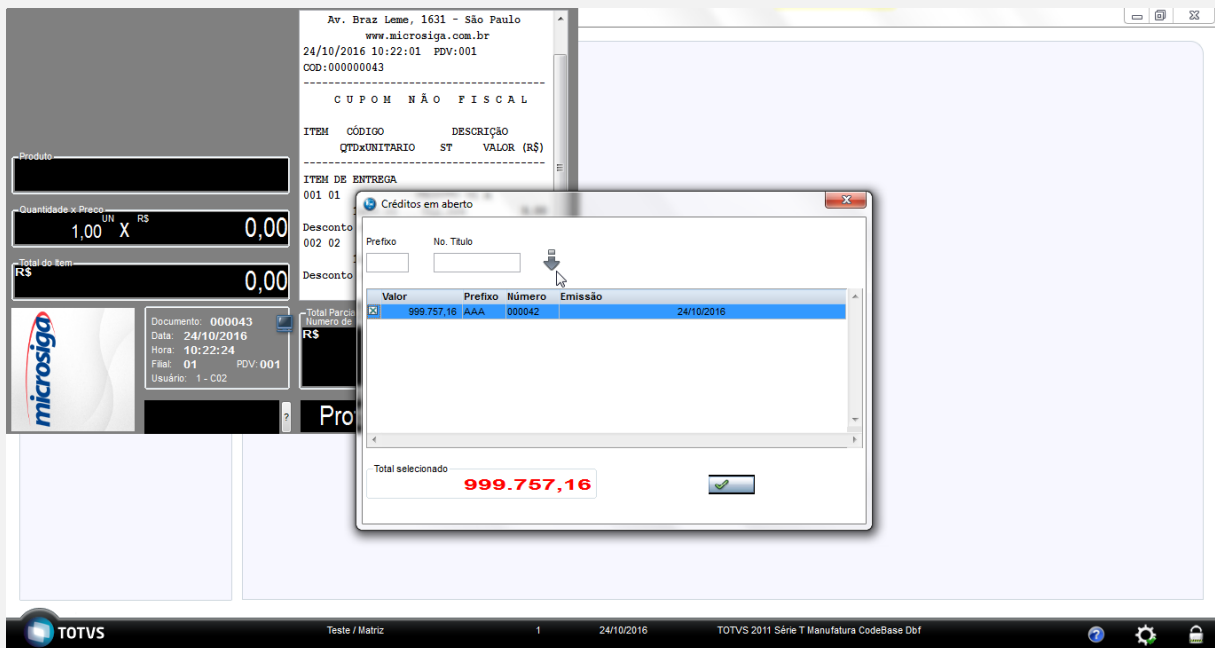 Av. Braz Leme, 1631 - São Paulo
www.microsiga.com.br
24/10/2016 10:22:01 PDV:001
COD:000000043
CUPOM NÃO FISCAL
ITEM CÓDIGO DESCRIÇÃO
QTDxUNITARIO ST VALOR (R$)
ITEM DE ENTREGA
001 01
Desconto
002 02
Desconto
Produto
Quantidade x Preco
1,00 UN X R$ 0,00
Total do Item
R$ 0,00
microsiga
Documento: 000043
Data: 24/10/2016
Hora: 10:22:24
Filial: 01 PDV: 001
Usuário: 1 - C02
?
Total Parcia
Numero de
R$
Pro
Créditos em aberto
Prefixo No. Titulo
Valor Prefixo Número Emissão
999.757,16 AAA 000042 24/10/2016
Total selecionado
999.757,16
TOTVS Teste / Matriz 1 24/10/2016 TOTVS 2011 Série T Manufatura CodeBase Dbf